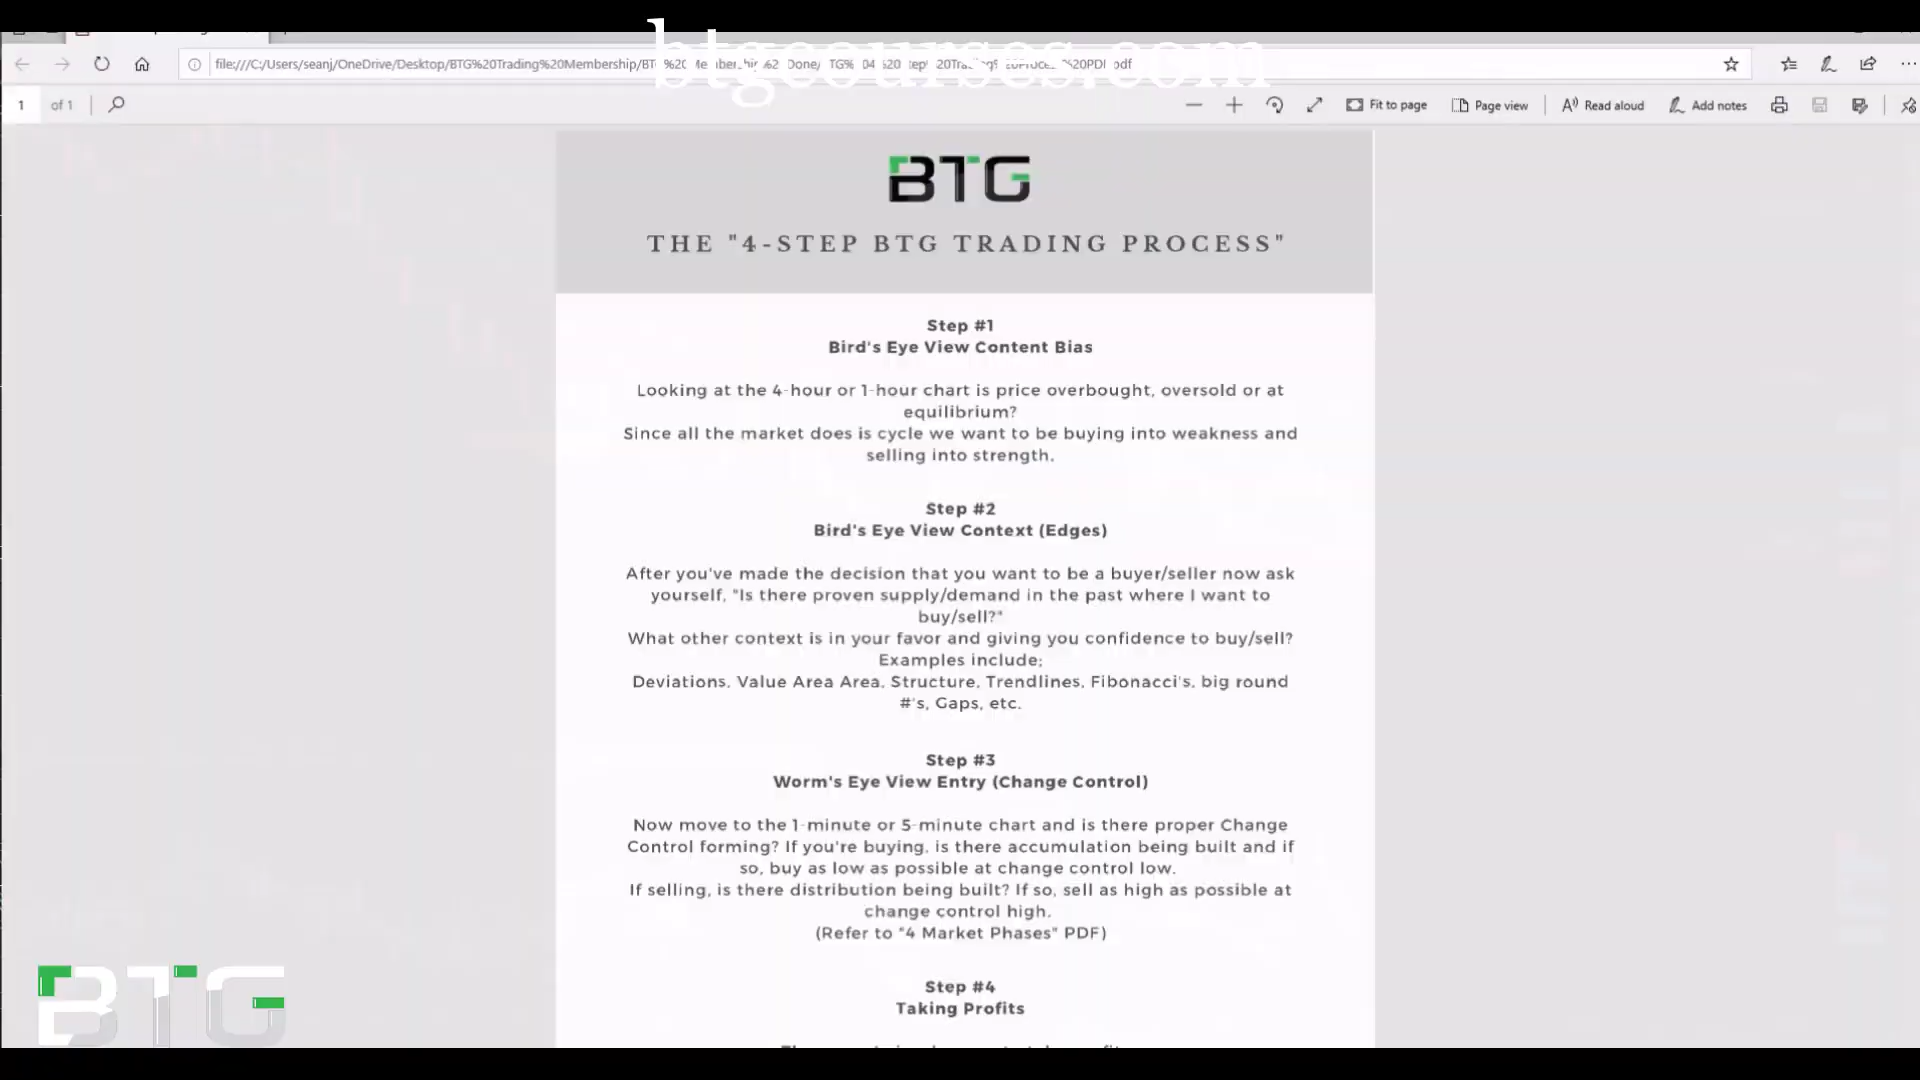 btgcourses.com
file:///C:/Users/seanj/OneDrive/Desktop/BTG%20Trading%20Membership/
1 of 1
Fit to page
Page view
Read aloud
Add notes
BTG
THE "4-STEP BTG TRADING PROCESS"
Step #1
Bird's Eye View Content Bias
Looking at the 4-hour or 1-hour chart is price overbought, oversold or at
equilibrium?
Since all the market does is cycle we want to be buying into weakness and
selling into strength.
Step #2
Bird's Eye View Context (Edges)
After you've made the decision that you want to be a buyer/seller now ask
yourself, "Is there proven supply/demand in the past where I want to
buy/sell?"
What other context is in your favor and giving you confidence to buy/sell?
Examples include;
Deviations, Value Area Area, Structure, Trendlines, Fibonacci's, big round
#'s, Gaps, etc.
Step #3
Worm's Eye View Entry (Change Control)
Now move to the 1-minute or 5-minute chart and is there proper Change
Control forming? If you're buying, is there accumulation being built and if
so, buy as low as possible at change control low.
If selling, is there distribution being built? If so, sell as high as possible at
change control high.
(Refer to "4 Market Phases" PDF)
Step #4
Taking Profits
BTG